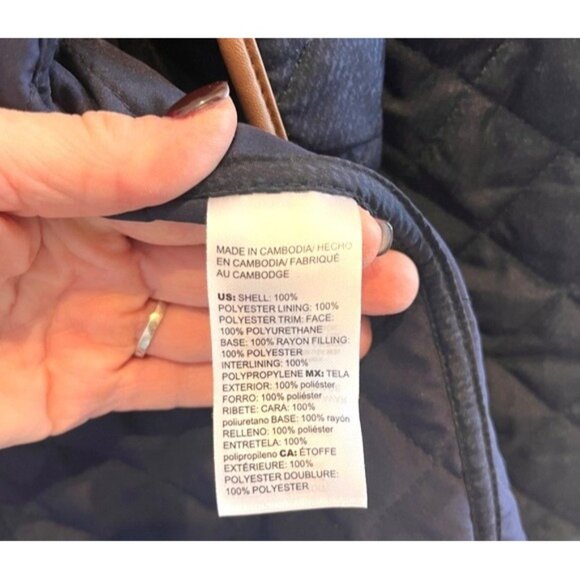 MADE IN CAMBODIA/ HECHO
EN CAMBODIA/ FABRIQUÉ
AU CAMBODGE
US: SHELL: 100%
POLYESTER LINING: 100%
POLYESTER TRIM: FACE:
100% POLYURETHANE
BASE: 100% RAYON FILLING:
100% POLYESTER
INTERLINING: 100%
POLYPROPYLENE MX: TELA
EXTERIOR: 100% poliéster
FORRO: 100% poliéster
RIBETE: CARA: 100%
poliuretano BASE: 100% rayón
RELLENO: 100% poliéster
ENTRETELA: 100%
polipropileno CA: ÉTOFFE
EXTÉRIEURE: 100%
POLYESTER DOUBLURE:
100% POLYESTER